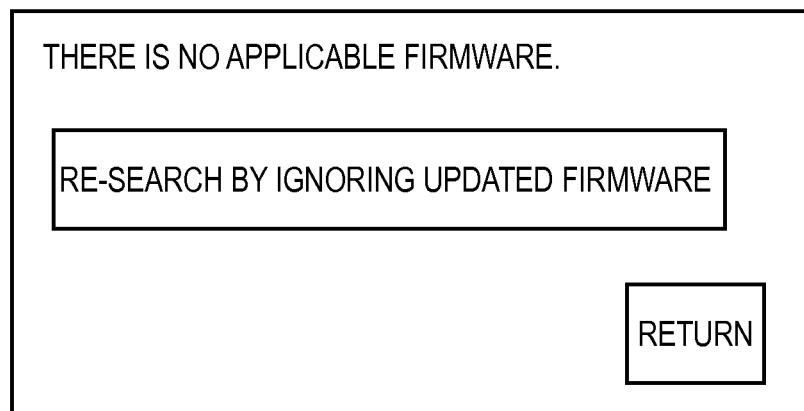 THERE IS NO APPLICABLE FIRMWARE.
RE-SEARCH BY IGNORING UPDATED FIRMWARE
RETURN